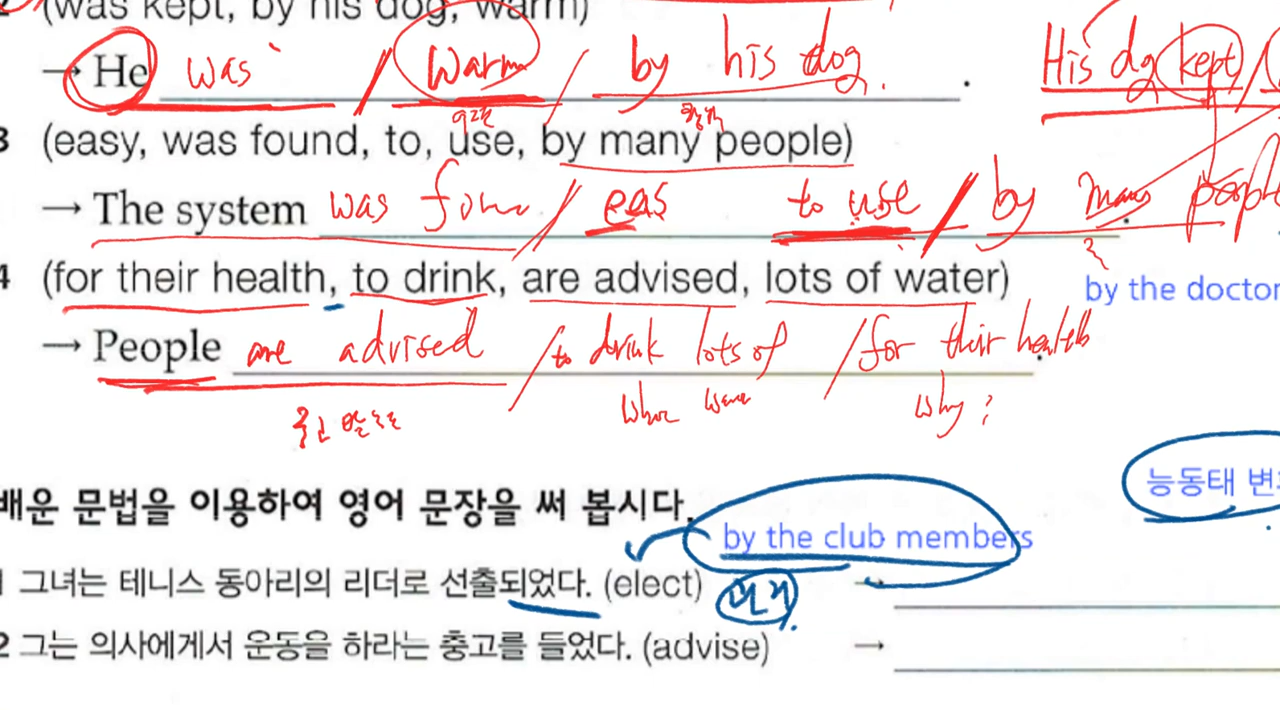 (was kept, by his dog, warm)
→ He was / warm / by his dog.
His dog kept /
3 (easy, was found, to, use, by many people)
→ The system was / to use / by many people
4 (for their health, to drink, are advised, lots of water)
by the doctor
→ People are advised / to drink lots of / for their health.
why?
배운 문법을 이용하여 영어 문장을 써 봅시다.
능동태 변
by the club members
1 그녀는 테니스 동아리의 리더로 선출되었다. (elect) →
2 그는 의사에게서 운동을 하라는 충고를 들었다. (advise) →